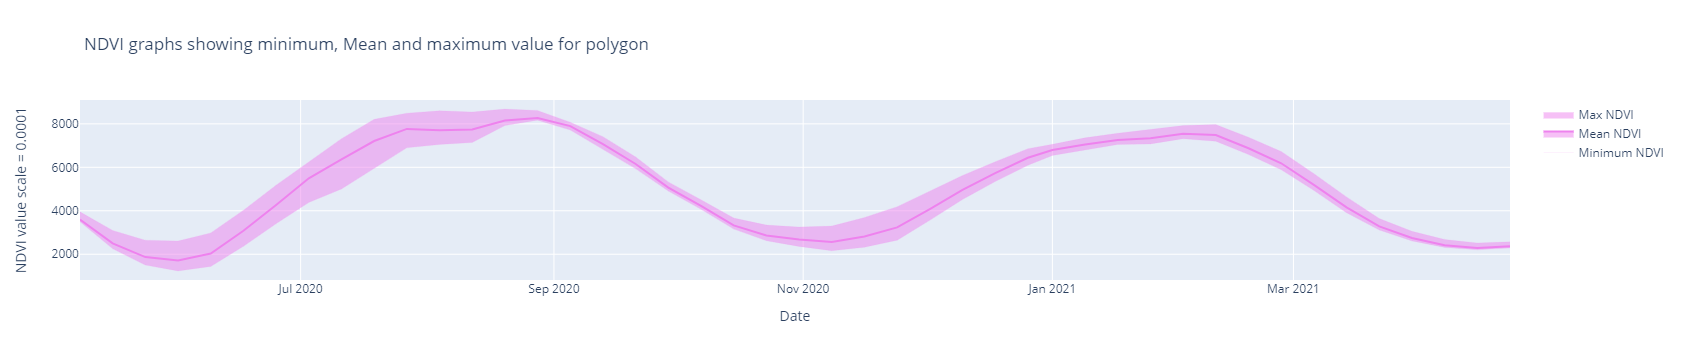 NDVI graphs showing minimum, Mean and maximum value for polygon
NDVI value scale = 0.0001
8000
6000
4000
2000
Jul 2020
Sep 2020
Nov 2020
Jan 2021
Mar 2021
Date
Max NDVI
Mean NDVI
Minimum NDVI